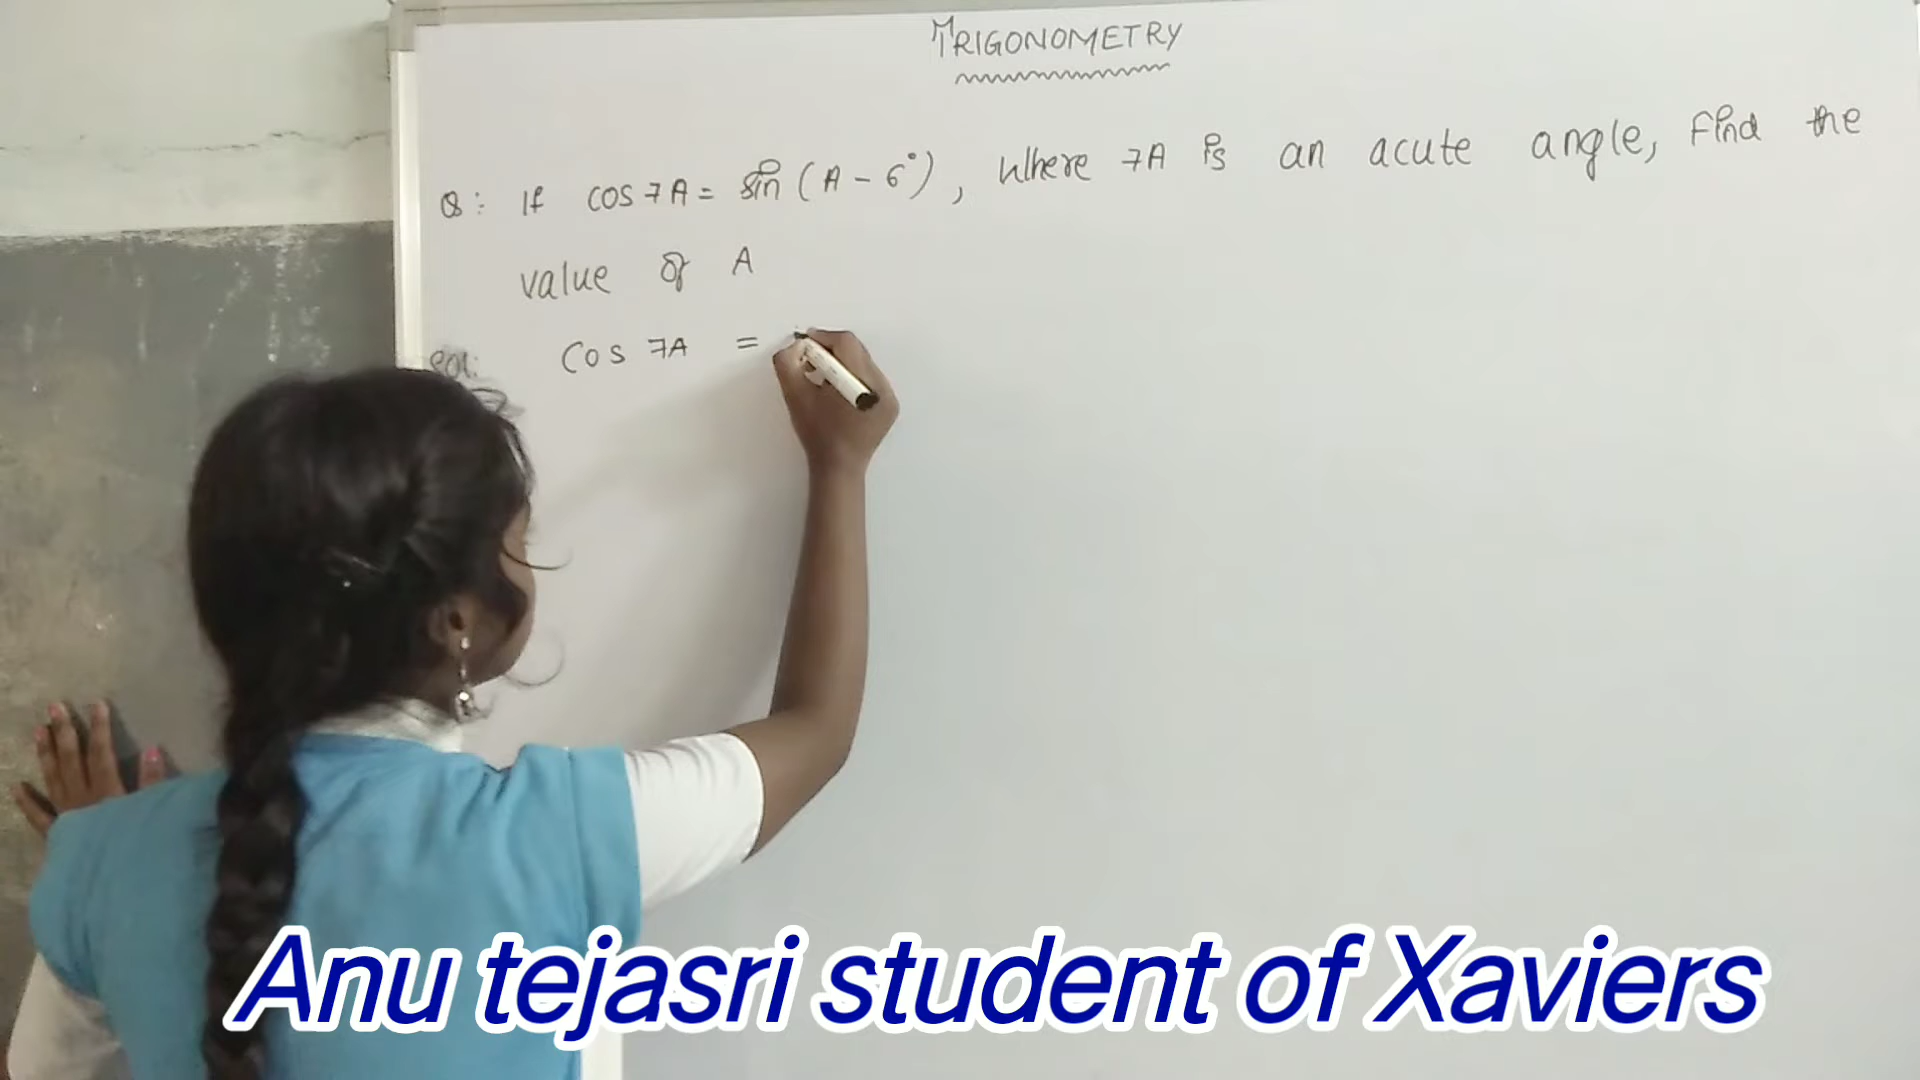 TRIGONOMETRY
Q: If cos 7A = sin (A - 6°), where 7A is an acute angle, find the
value of A
Cos 7A =
Anu tejasri student of Xaviers